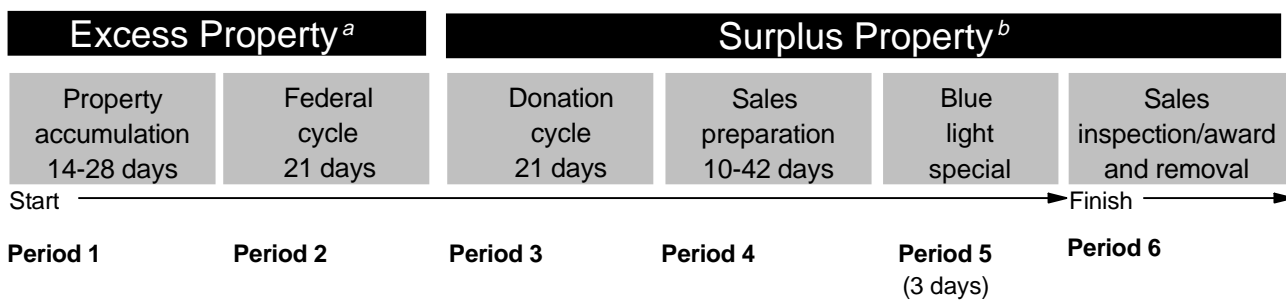 Excess Property a
Surplus Property b
Property
accumulation
14-28 days
Federal
cycle
21 days
Donation
cycle
21 days
Sales
preparation
10-42 days
Blue
light
special
Sales
inspection/award
and removal
Start
Finish
Period 1
Period 2
Period 3
Period 4
Period 5
(3 days)
Period 6